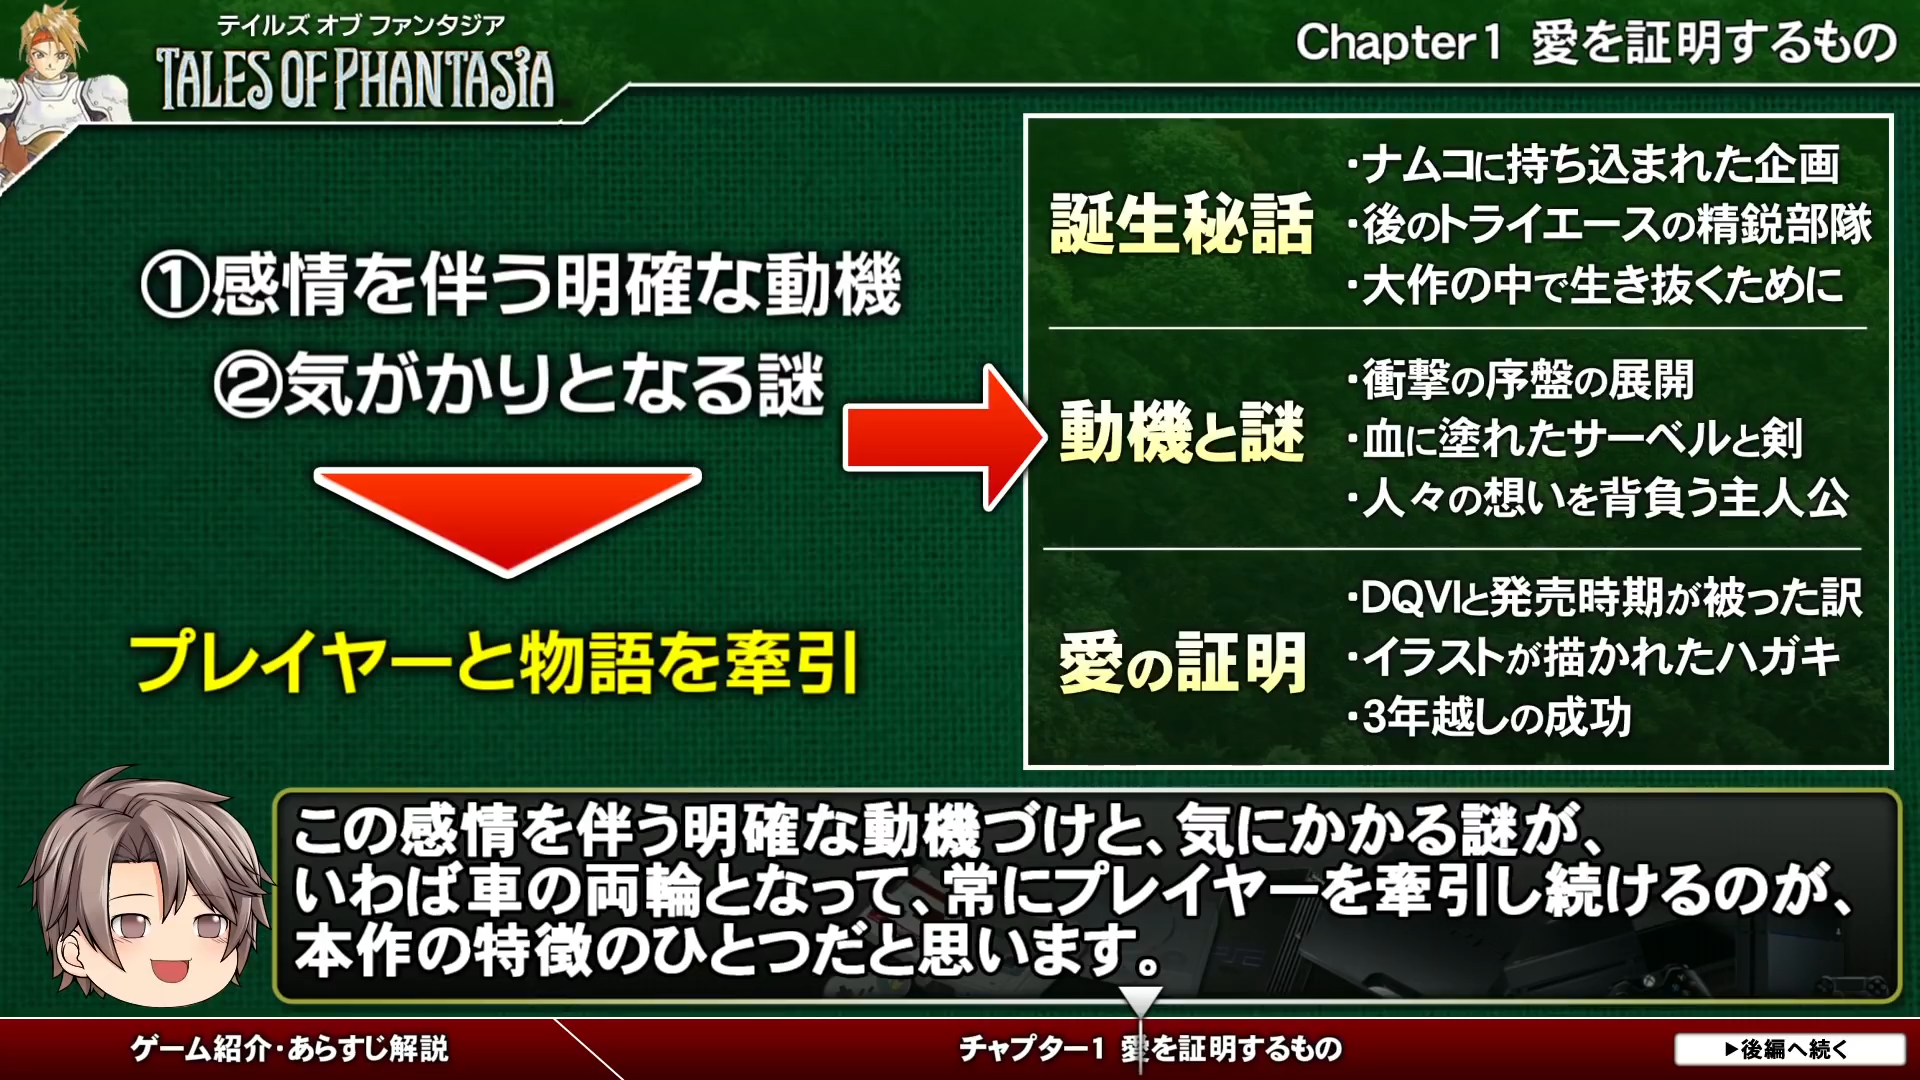 テイルズ オブ ファンタジア
TALES OF PHANTASIA
Chapter1 愛を証明するもの
①感情を伴う明確な動機
②気がかりとなる謎
プレイヤーと物語を牽引
誕生秘話
・ナムコに持ち込まれた企画
・後のトライエースの精鋭部隊
・大作の中で生き抜くために
動機と謎
・衝撃の序盤の展開
・血に塗れたサーベルと剣
・人々の想いを背負う主人公
愛の証明
・DQVIと発売時期が被った訳
・イラストが描かれたハガキ
・3年越しの成功
この感情を伴う明確な動機づけと、気にかかる謎が、
いわば車の両輪となって、常にプレイヤーを牽引し続けるのが、
本作の特徴のひとつだと思います。
ゲーム紹介・あらすじ解説
チャプター1 愛を証明するもの
▶後編へ続く